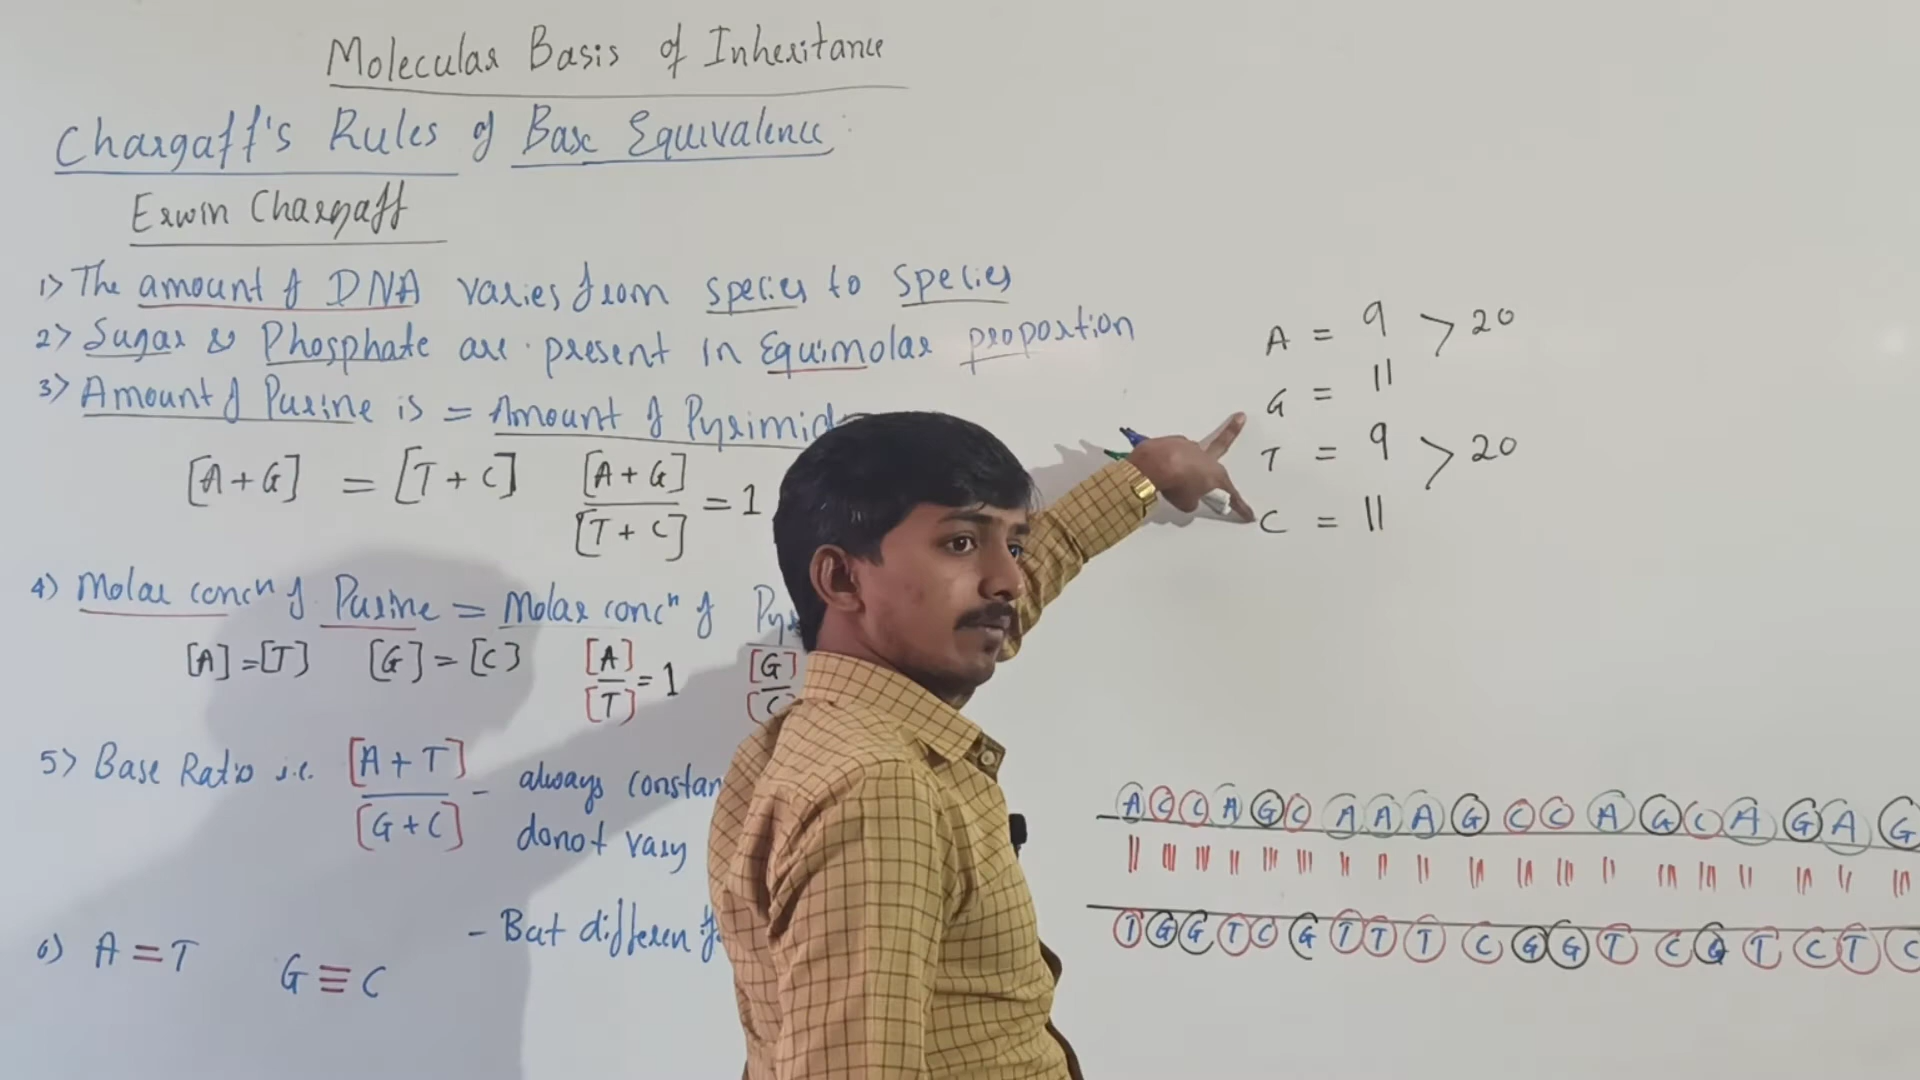 Molecular Basis of Inheritance
Chargaff's Rules of Base Equivalence:
Erwin Chargaff
1> The amount of DNA varies from species to species
2> Sugar & Phosphate are present in Equimolar proportion
3> Amount of Purine is = Amount of Pyrimid
[A+G] = [T+C] [A+G]/[T+C] = 1
4) Molar concn of Purine = Molar concn of Py
[A]=[T] [G]=[C] [A]/[T] = 1 [G]/[C
5> Base Ratio i.e. [A+T]/[G+C] - always constan
donot vary
- But differen f
6) A=T G≡C
A = 9 > 20
G = 11
T = 9 > 20
C = 11
A C C A G C A A A G C C A G C A G A G
T G G T C G T T T C G G T C G T C T C